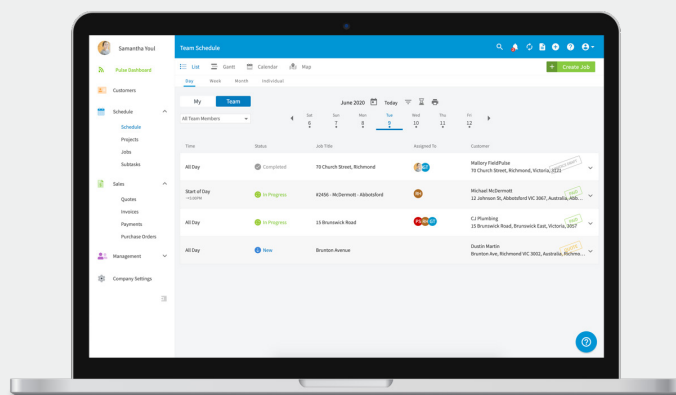 Samantha Youl
Team Schedule
Pulse Dashboard
List
Gantt
Calendar
Map
+ Create Job
Day
Week
Month
Individual
Customers
My
Team
June 2020
Today
Schedule
All Team Members
Sat
Sun
Mon
Tue
Wed
Thu
Fri
6
7
8
9
10
11
12
Schedule
Projects
Jobs
Subtasks
Time
Status
Job Title
Assigned To
Customer
All Day
Completed
70 Church Street, Richmond
GT
Mallory FieldPulse
70 Church Street, Richmond, Victoria, 3121
Sales
Quotes
Invoices
Payments
Purchase Orders
Start of Day
In Progress
#2456 - McDermott - Abbotsford
Michael McDermott
12 Johnson St, Abbotsford VIC 3067, Australia, Abb...
PAID
All Day
In Progress
15 Brunswick Road
GT
CJ Plumbing
15 Brunswick Road, Brunswick East, Victoria, 3057
PAID
Management
All Day
New
Brunton Avenue
Dustin Martin
Brunton Ave, Richmond VIC 3002, Australia, Richmo...
Company Settings
?